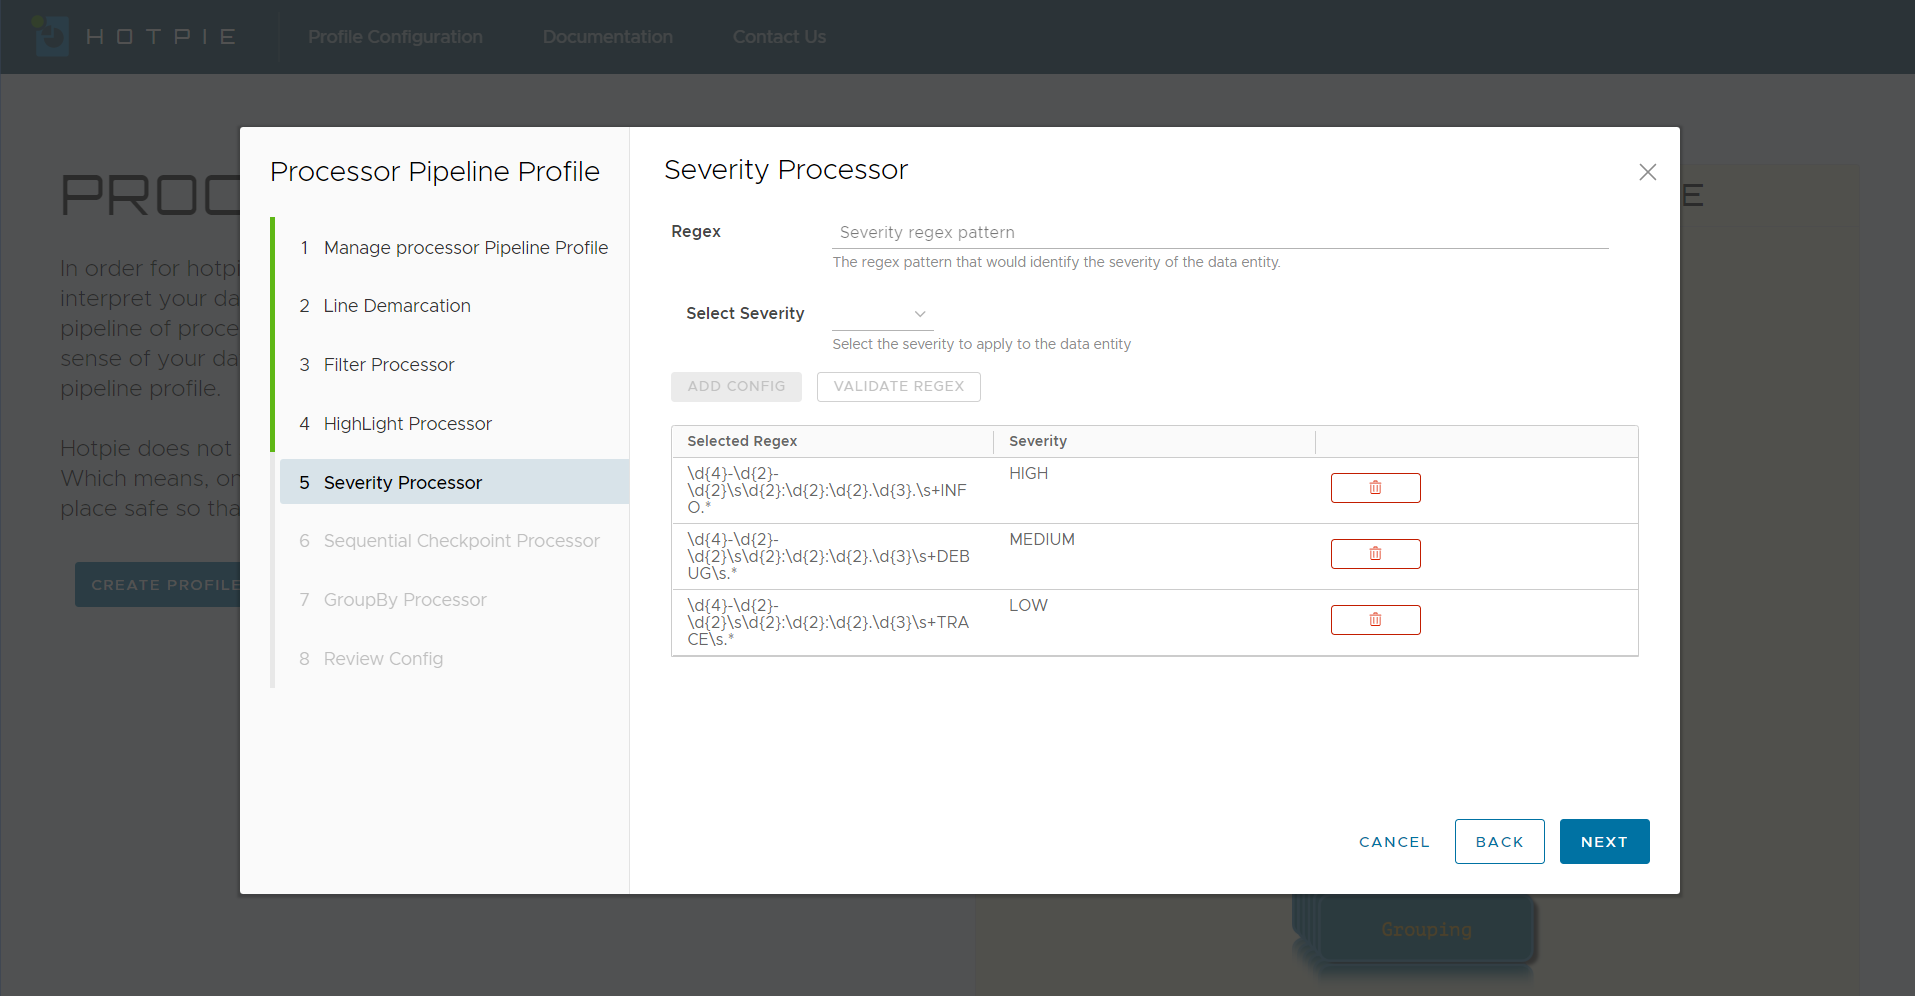 HOTPIE
Profile Configuration
Documentation
Contact Us
PROC
In order for hotpi
interpret your da
pipeline of proce
sense of your da
pipeline profile.
Hotpie does not
Which means, or
place safe so tha
CREATE PROFILE
E
Processor Pipeline Profile
1 Manage processor Pipeline Profile
2 Line Demarcation
3 Filter Processor
4 HighLight Processor
5 Severity Processor
6 Sequential Checkpoint Processor
7 GroupBy Processor
8 Review Config
Severity Processor
Regex
Severity regex pattern
The regex pattern that would identify the severity of the data entity.
Select Severity
Select the severity to apply to the data entity
ADD CONFIG
VALIDATE REGEX
Selected Regex
Severity
\d{4}-\d{2}-
\d{2}\s\d{2}:\d{2}:\d{2}.\d{3}.\s+INF
O.*
HIGH
\d{4}-\d{2}-
\d{2}\s\d{2}:\d{2}:\d{2}.\d{3}\s+DEB
UG\s.*
MEDIUM
\d{4}-\d{2}-
\d{2}\s\d{2}:\d{2}:\d{2}.\d{3}\s+TRA
CE\s.*
LOW
CANCEL
BACK
NEXT
Grouping